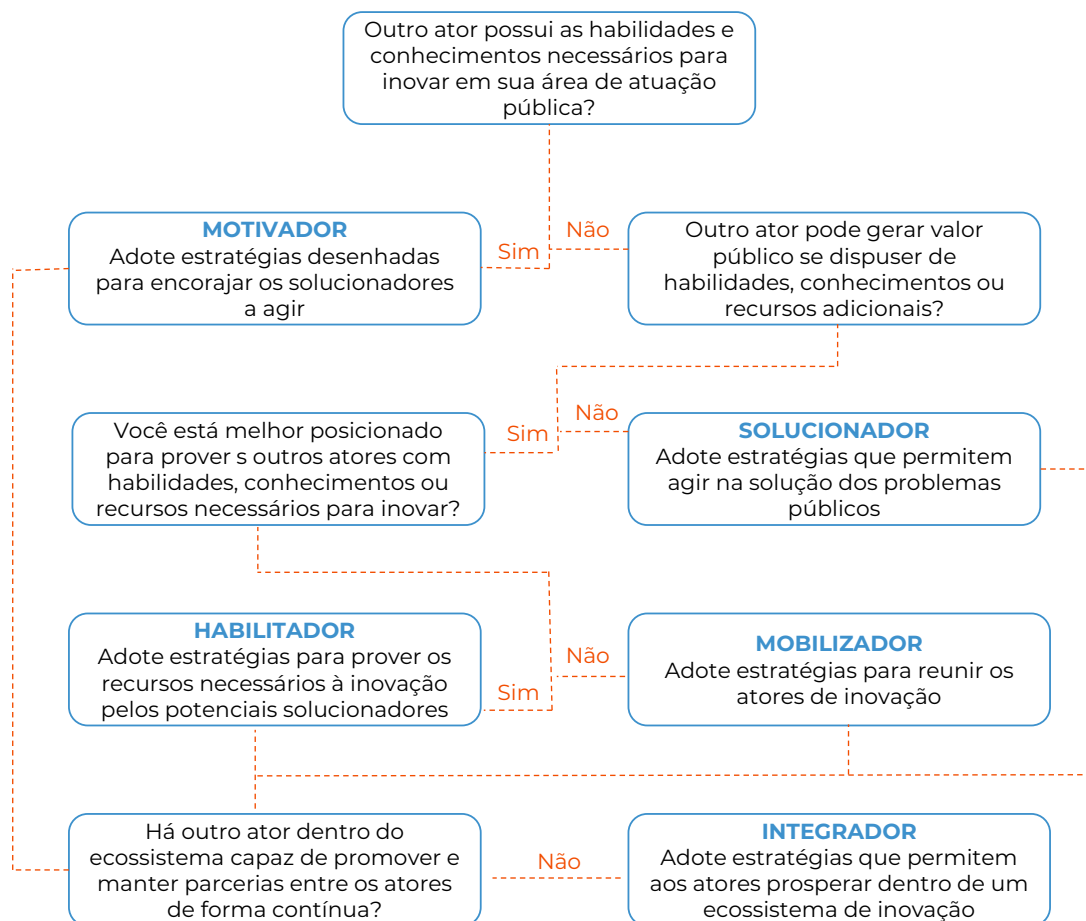 Outro ator possui as habilidades e
conhecimentos necessários para
inovar em sua área de atuação
pública?
MOTIVADOR
Adote estratégias desenhadas
para encorajar os solucionadores
a agir
Sim
Não
Outro ator pode gerar valor
público se dispuser de
habilidades, conhecimentos ou
recursos adicionais?
Você está melhor posicionado
para prover s outros atores com
habilidades, conhecimentos ou
recursos necessários para inovar?
Sim
Não
SOLUCIONADOR
Adote estratégias que permitem
agir na solução dos problemas
públicos
HABILITADOR
Adote estratégias para prover os
recursos necessários à inovação
pelos potenciais solucionadores
Sim
Não
MOBILIZADOR
Adote estratégias para reunir os
atores de inovação
Há outro ator dentro do
ecossistema capaz de promover e
manter parcerias entre os atores
de forma contínua?
Não
INTEGRADOR
Adote estratégias que permitem
aos atores prosperar dentro de um
ecossistema de inovação